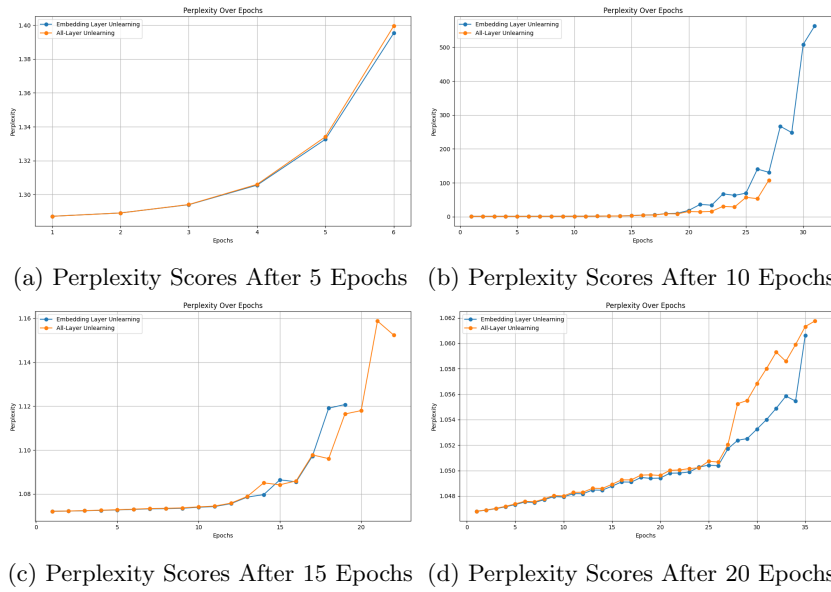 Perplexity Over Epochs
Embedding Layer Unlearning
All-Layer Unlearning
1.40
1.38
1.36
1.34
1.32
1.30
Perplexity
1 2 3 4 5 6
Epochs
(a) Perplexity Scores After 5 Epochs
Perplexity Over Epochs
Embedding Layer Unlearning
All-Layer Unlearning
500
400
300
200
100
0
Perplexity
0 5 10 15 20 25 30
Epochs
(b) Perplexity Scores After 10 Epochs
Perplexity Over Epochs
Embedding Layer Unlearning
All-Layer Unlearning
1.16
1.14
1.12
1.10
1.08
Perplexity
0 5 10 15 20
Epochs
(c) Perplexity Scores After 15 Epochs
Perplexity Over Epochs
Embedding Layer Unlearning
All-Layer Unlearning
1.062
1.060
1.058
1.056
1.054
1.052
1.050
1.048
Perplexity
0 5 10 15 20 25 30 35
Epochs
(d) Perplexity Scores After 20 Epochs